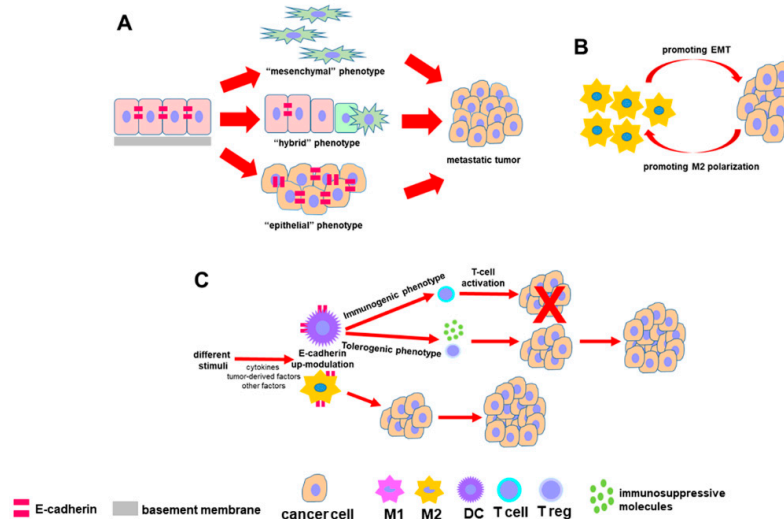 A
"mesenchymal" phenotype
"hybrid" phenotype
"epithelial" phenotype
metastatic tumor
B
promoting EMT
promoting M2 polarization
C
different
stimuli
cytokines
tumor-derived factors
other factors
E-cadherin
up-modulation
Immunogenic phenotype
Tolerogenic phenotype
T-cell
activation
X
E-cadherin
basement membrane
cancer cell
M1
M2
DC
T cell
T reg
immunosuppressive
molecules